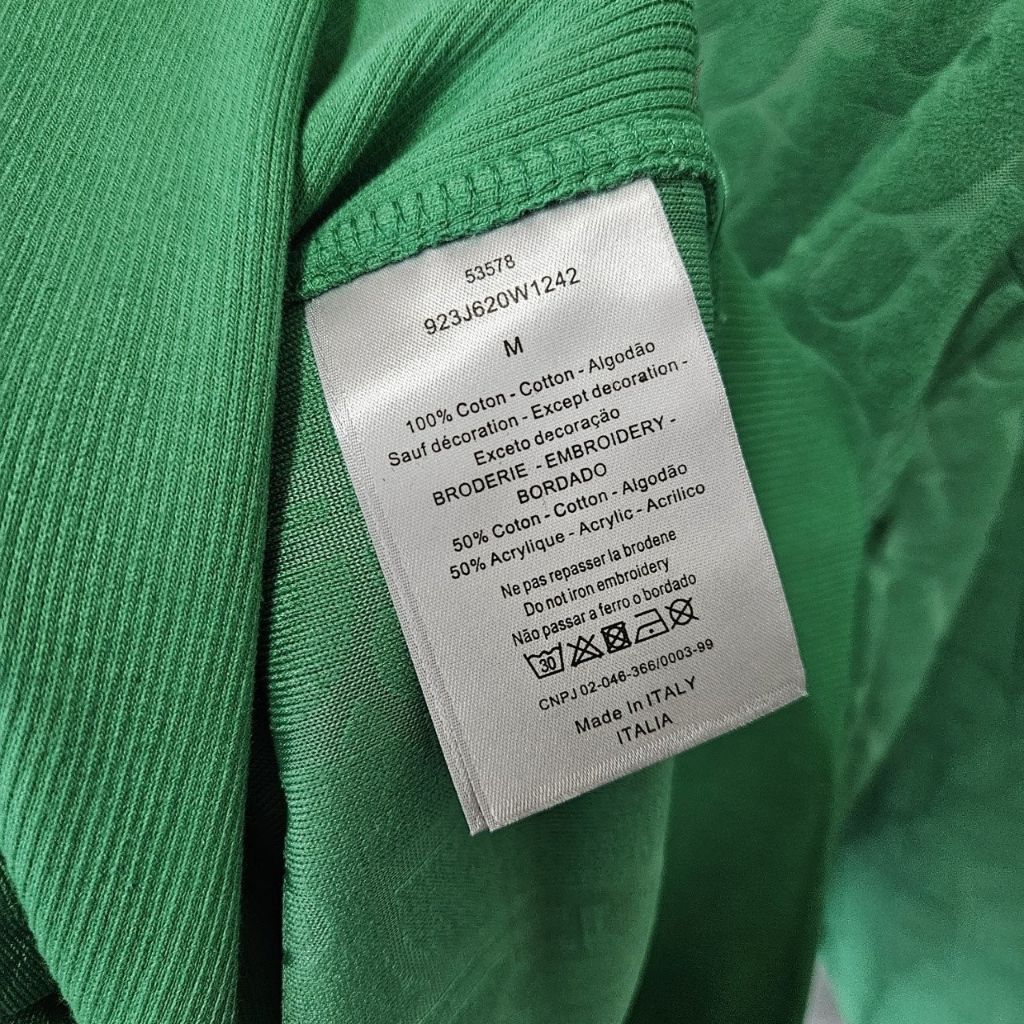 53578
923J620W1242
M
100% Coton - Cotton - Algodão
Sauf décoration - Except decoration -
Exceto decoração
BRODERIE - EMBROIDERY -
BORDADO
50% Coton - Cotton - Algodão
50% Acrylique - Acrylic - Acrilico
Ne pas repasser la brodene
Do not iron embroidery
Não passar a ferro o bordado
30
CNPJ 02-046-366/0003-99
Made In ITALY
ITALIA